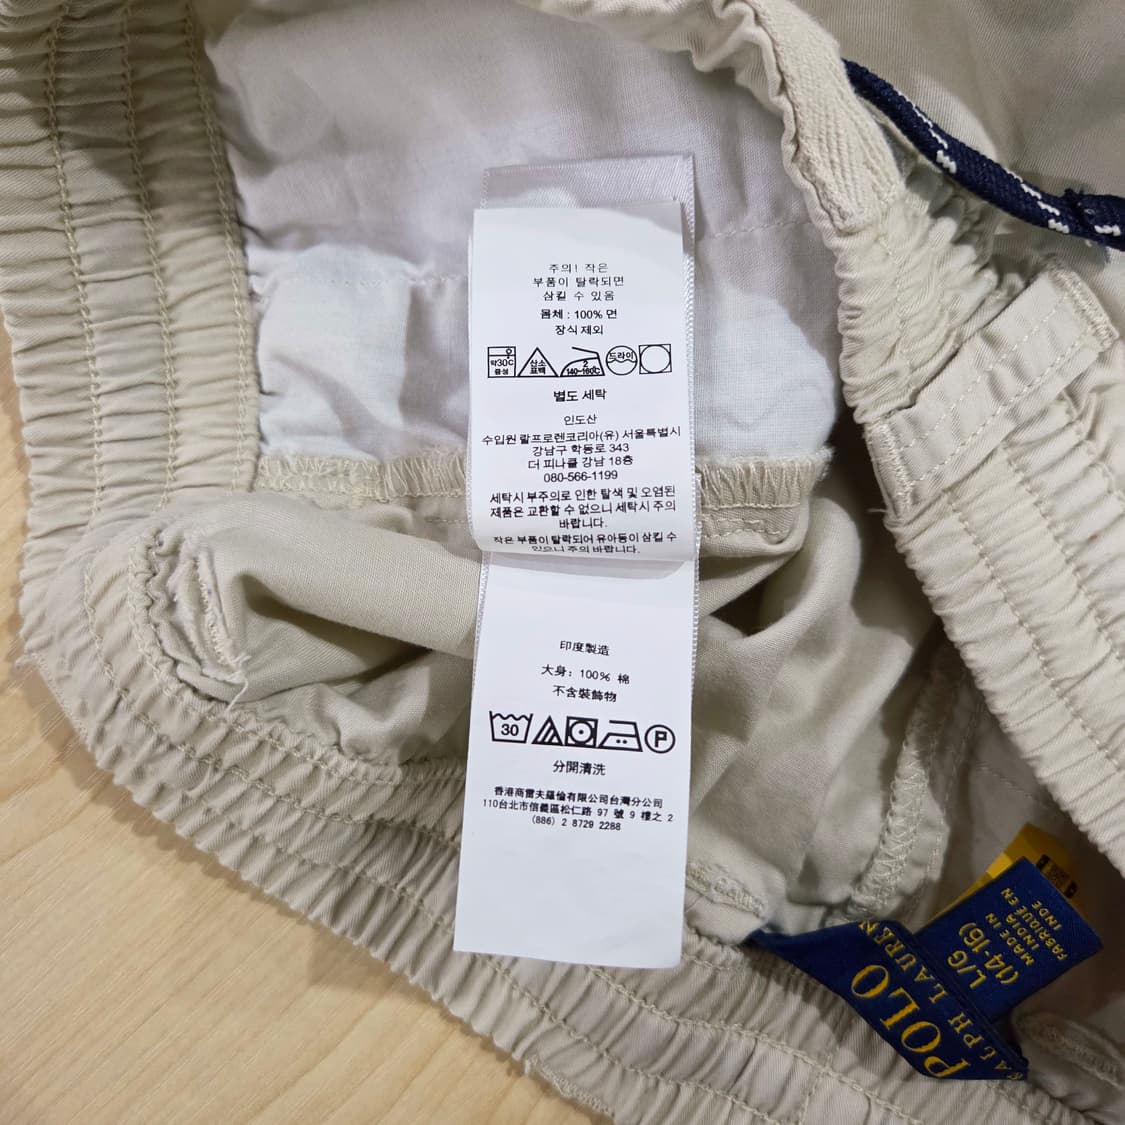 주의! 작은
부품이 탈락되면
삼킬 수 있음
몸체 : 100% 면
장식 제외
약30℃
중성
산소
표백
2
140~160℃
드라이
별도 세탁
인도산
수입원 랄프로렌코리아(유) 서울특별시
강남구 학동로 343
더 피나클 강남 18층
080-566-1199
세탁시 부주의로 인한 탈색 및 오염된
제품은 교환할 수 없으니 세탁시 주의
바랍니다.
작은 부품이 탈락되어 유아등이 삼킬 수
있으니 주의 바랍니다.
印度製造
大身: 100% 棉
不含裝飾物
30
P
分開清洗
香港商雷夫羅倫有限公司台灣分公司
110台北市信義區松仁路 97 號 9 樓之 2
(886) 2 8729 2288
POLO
RALPH LAUREN
L/G
(14-16)
MADE IN
INDIA
FABRIQUÉ EN
INDE